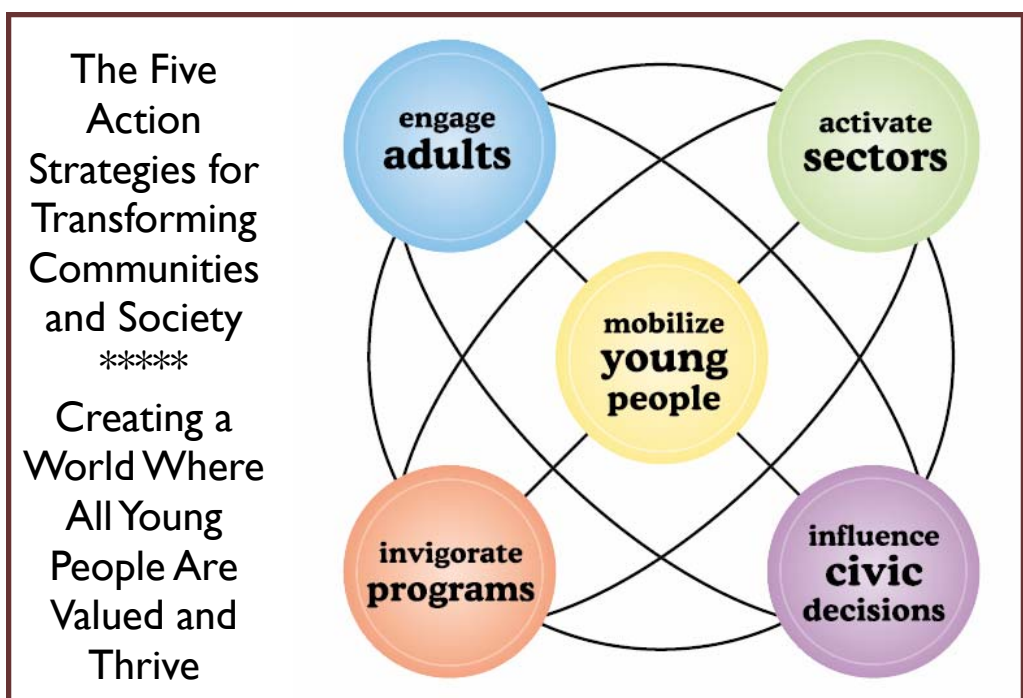 The Five
Action
Strategies for
Transforming
Communities
and Society
*****
Creating a
World Where
All Young
People Are
Valued and
Thrive
engage
adults
activate
sectors
mobilize
young
people
invigorate
programs
influence
civic
decisions